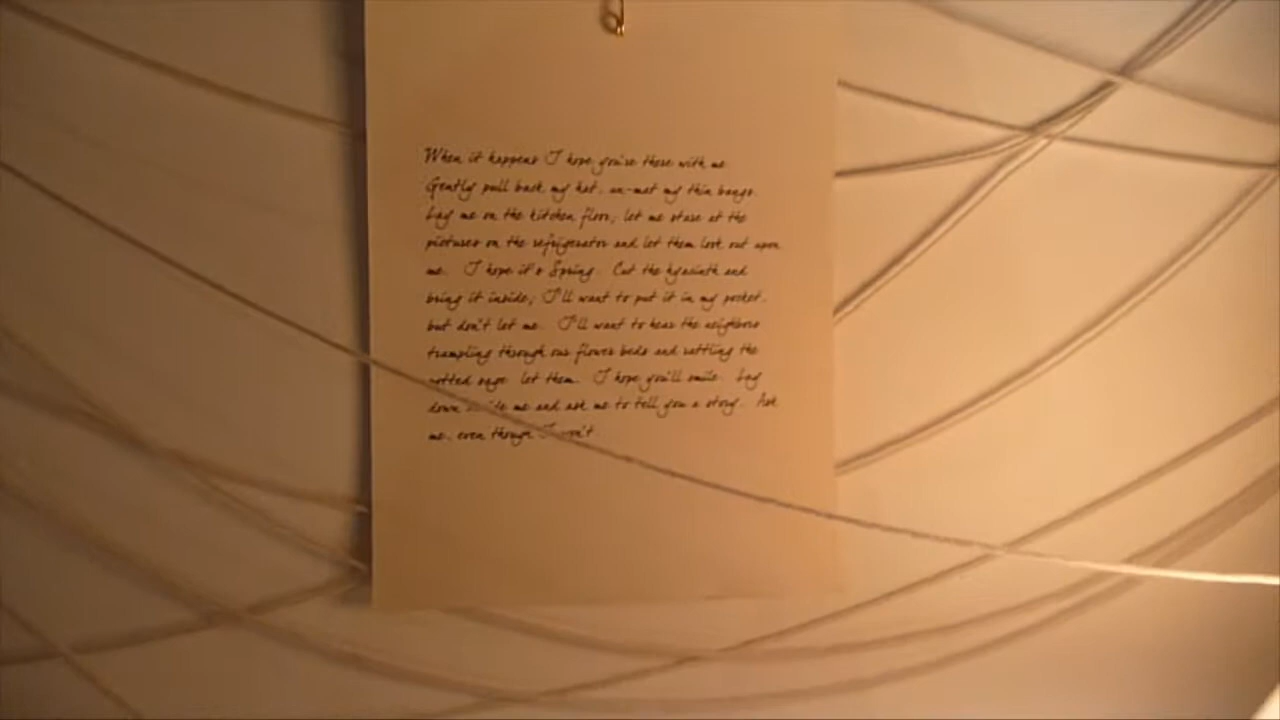 When it happens I hope you're there with me.
Gently pull back my hat, un-mat my thin bangs.
Lay me on the kitchen floor, let me stare at the
pictures on the refrigerator and let them look out upon
me. I hope it's Spring. Cut the hyacinth and
bring it inside, I'll want to put it in my pocket,
but don't let me. I'll want to hear the neighbors
trampling through our flower beds and rattling the
rotted sage let them. I hope you'll smile. Lay
down beside me and ask me to tell you a story. Ask
me, even though I won't